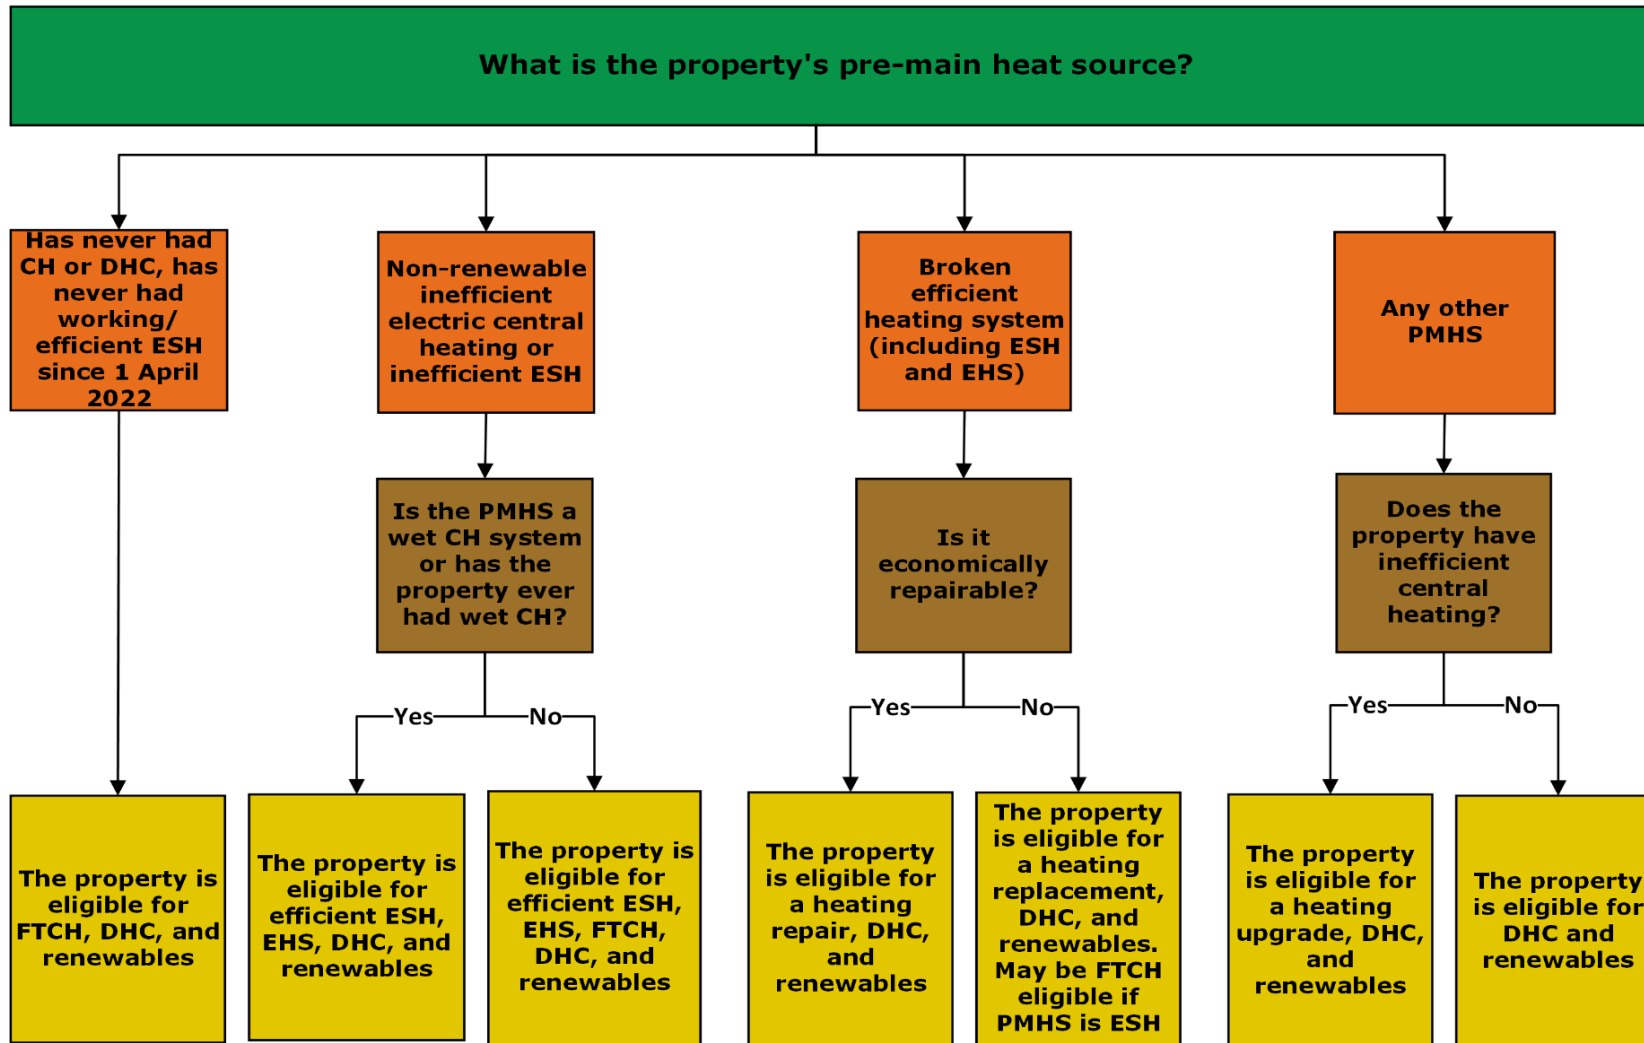 What is the property's pre-main heat source?
Has never had
CH or DHC, has
never had
working/
efficient ESH
since 1 April
2022
Non-renewable
inefficient
electric central
heating or
inefficient ESH
Broken
efficient
heating system
(including ESH
and EHS)
Any other
PMHS
Is the PMHS a
wet CH system
or has the
property ever
had wet CH?
Is it
economically
repairable?
Does the
property have
inefficient
central
heating?
Yes
No
Yes
No
Yes
No
The property is
eligible for
FTCH, DHC, and
renewables
The property is
eligible for
efficient ESH,
EHS, DHC, and
renewables
The property is
eligible for
efficient ESH,
EHS, FTCH,
DHC, and
renewables
The property
is eligible for
a heating
repair, DHC,
and
renewables
The property
is eligible for
a heating
replacement,
DHC, and
renewables.
May be FTCH
eligible if
PMHS is ESH
The property
is eligible for
a heating
upgrade, DHC,
and
renewables
The property
is eligible for
DHC and
renewables